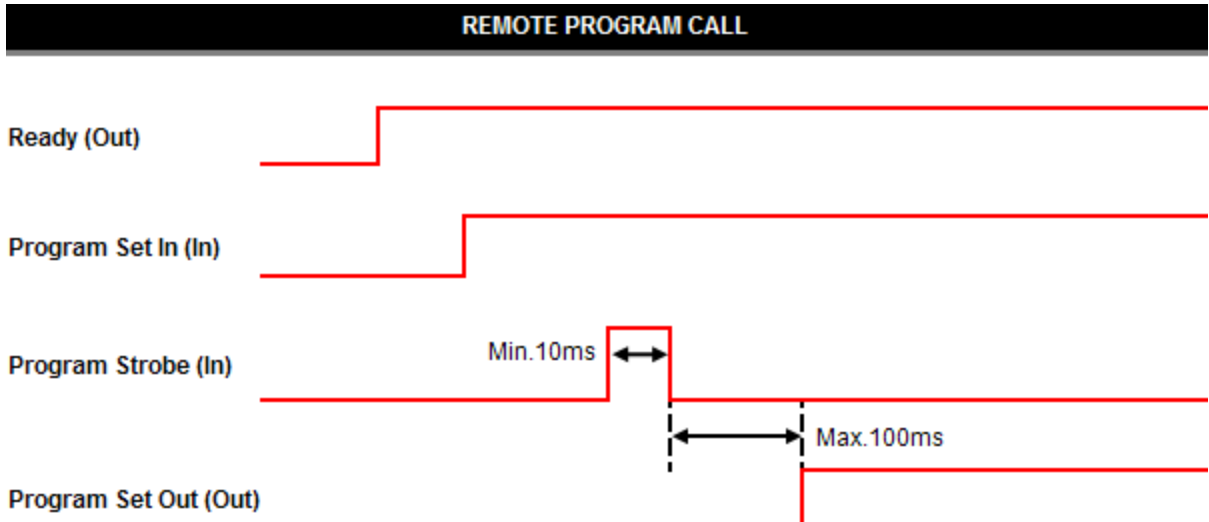 REMOTE PROGRAM CALL
Ready (Out)
Program Set In (In)
Min.10ms
Program Strobe (In)
Max.100ms
Program Set Out (Out)